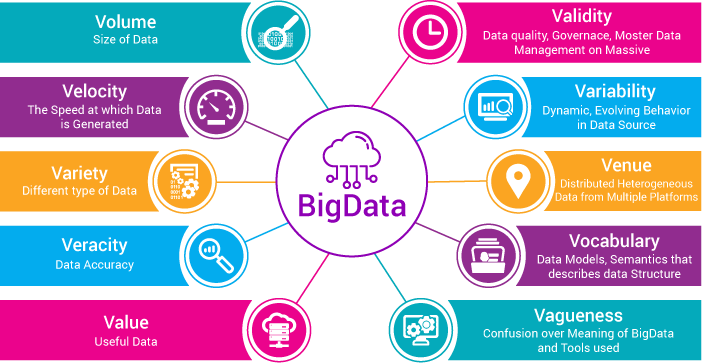 Volume
Size of Data
Velocity
The Speed at which Data
is Generated
Variety
Different type of Data
Veracity
Data Accuracy
Value
Useful Data
BigData
Validity
Data quality, Governace, Moster Data
Management on Massive
Variability
Dynamic, Evolving Behavior
in Data Source
Venue
Distributed Heterogeneous
Data from Multiple Platforms
Vocabulary
Data Models, Semantics that
describes data Structure
Vagueness
Confusion over Meaning of BigData
and Tools used